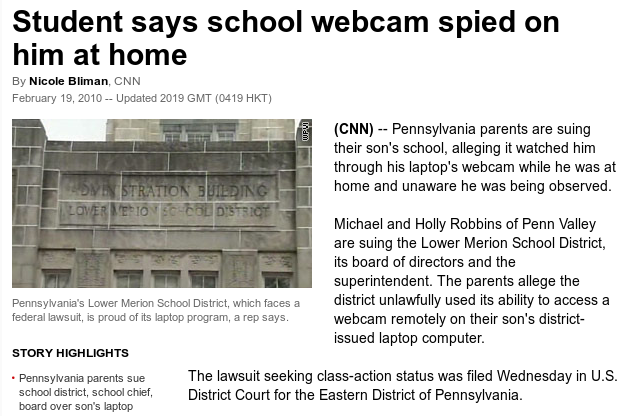 Student says school webcam spied on
him at home
By Nicole Bliman, CNN
February 19, 2010 -- Updated 2019 GMT (0419 HKT)
WPVI
ADMINISTRATION BUILDING
LOWER MERION SCHOOL DISTRICT
Pennsylvania's Lower Merion School District, which faces a
federal lawsuit, is proud of its laptop program, a rep says.
STORY HIGHLIGHTS
• Pennsylvania parents sue
school district, school chief,
board over son's laptop
(CNN) -- Pennsylvania parents are suing
their son's school, alleging it watched him
through his laptop's webcam while he was at
home and unaware he was being observed.
Michael and Holly Robbins of Penn Valley
are suing the Lower Merion School District,
its board of directors and the
superintendent. The parents allege the
district unlawfully used its ability to access a
webcam remotely on their son's district-
issued laptop computer.
The lawsuit seeking class-action status was filed Wednesday in U.S.
District Court for the Eastern District of Pennsylvania.